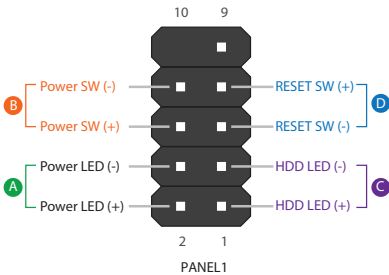 10 9
Power SW (-) RESET SW (+)
B D
Power SW (+) RESET SW (-)
Power LED (-) HDD LED (-)
A C
Power LED (+) HDD LED (+)
2 1
PANEL1